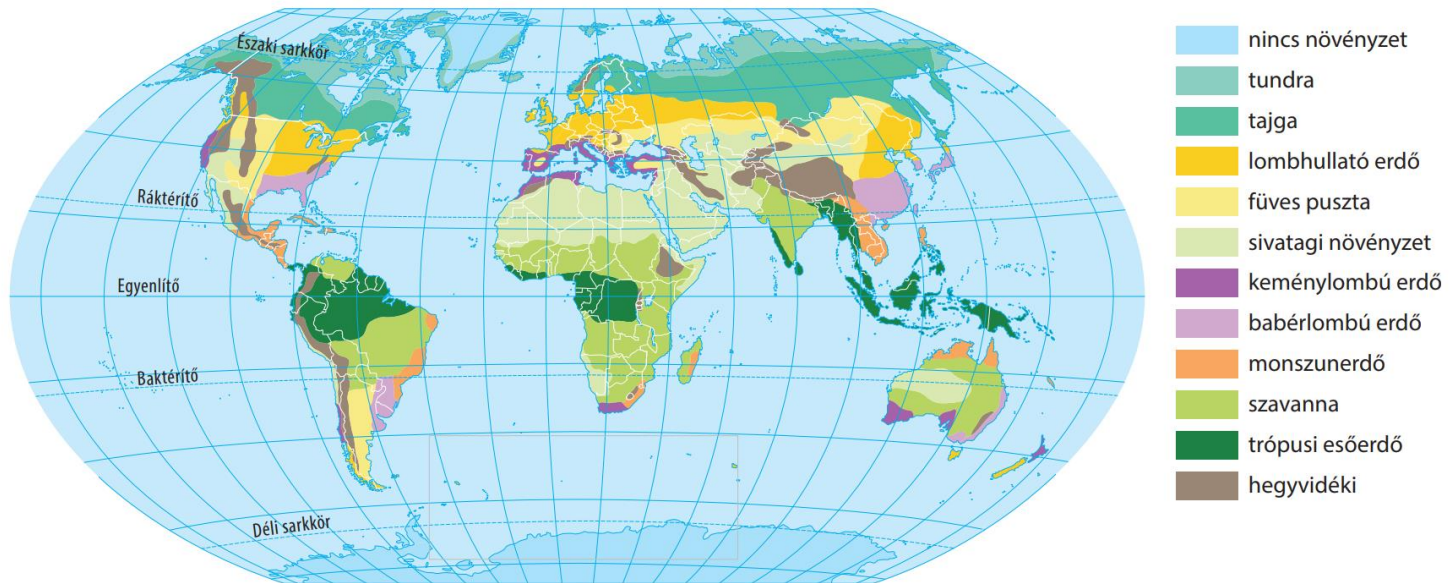 Északi sarkkör
Ráktérítő
Egyenlítő
Baktérítő
Déli sarkkör
nincs növényzet
tundra
tajga
lombhullató erdő
füves puszta
sivatagi növényzet
keménylombú erdő
babérlombú erdő
monszunerdő
szavanna
trópusi esőerdő
hegyvidéki